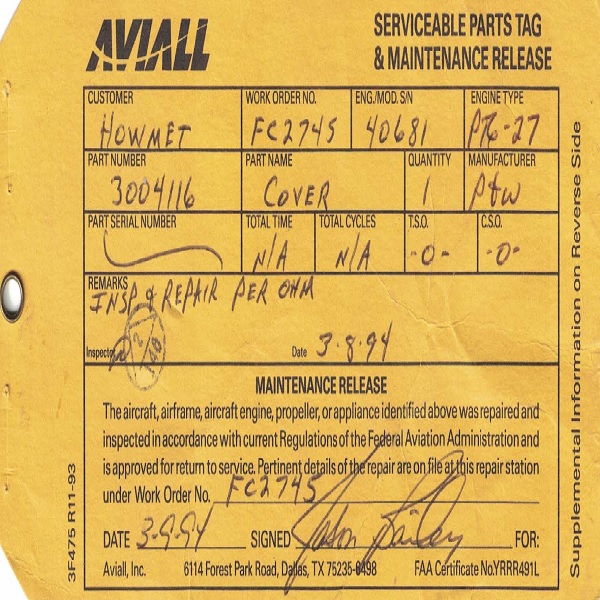 AVIALL
SERVICEABLE PARTS TAG
& MAINTENANCE RELEASE
CUSTOMER WORK ORDER NO. ENG./MOD. S/N ENGINE TYPE
HOWMET FC2745 40681 PT6-27
PART NUMBER PART NAME QUANTITY MANUFACTURER
3004116 COVER 1 P&W
PART SERIAL NUMBER TOTAL TIME TOTAL CYCLES T.S.O. C.S.O.
N/A N/A -0- -0-
REMARKS
INSP & REPAIR PER OHM
Inspector Date 3-8-94
MAINTENANCE RELEASE
The aircraft, airframe, aircraft engine, propeller, or appliance identified above was repaired and
inspected in accordance with current Regulations of the Federal Aviation Administration and
is approved for return to service. Pertinent details of the repair are on file at this repair station
under Work Order No. FC2745
DATE 3-9-94 SIGNED Jason Bailey FOR:
Aviall, Inc. 6114 Forest Park Road, Dallas, TX 75235-6498 FAA Certificate No.YRRR491L
3F475 R11-93
Supplemental Information on Reverse Side